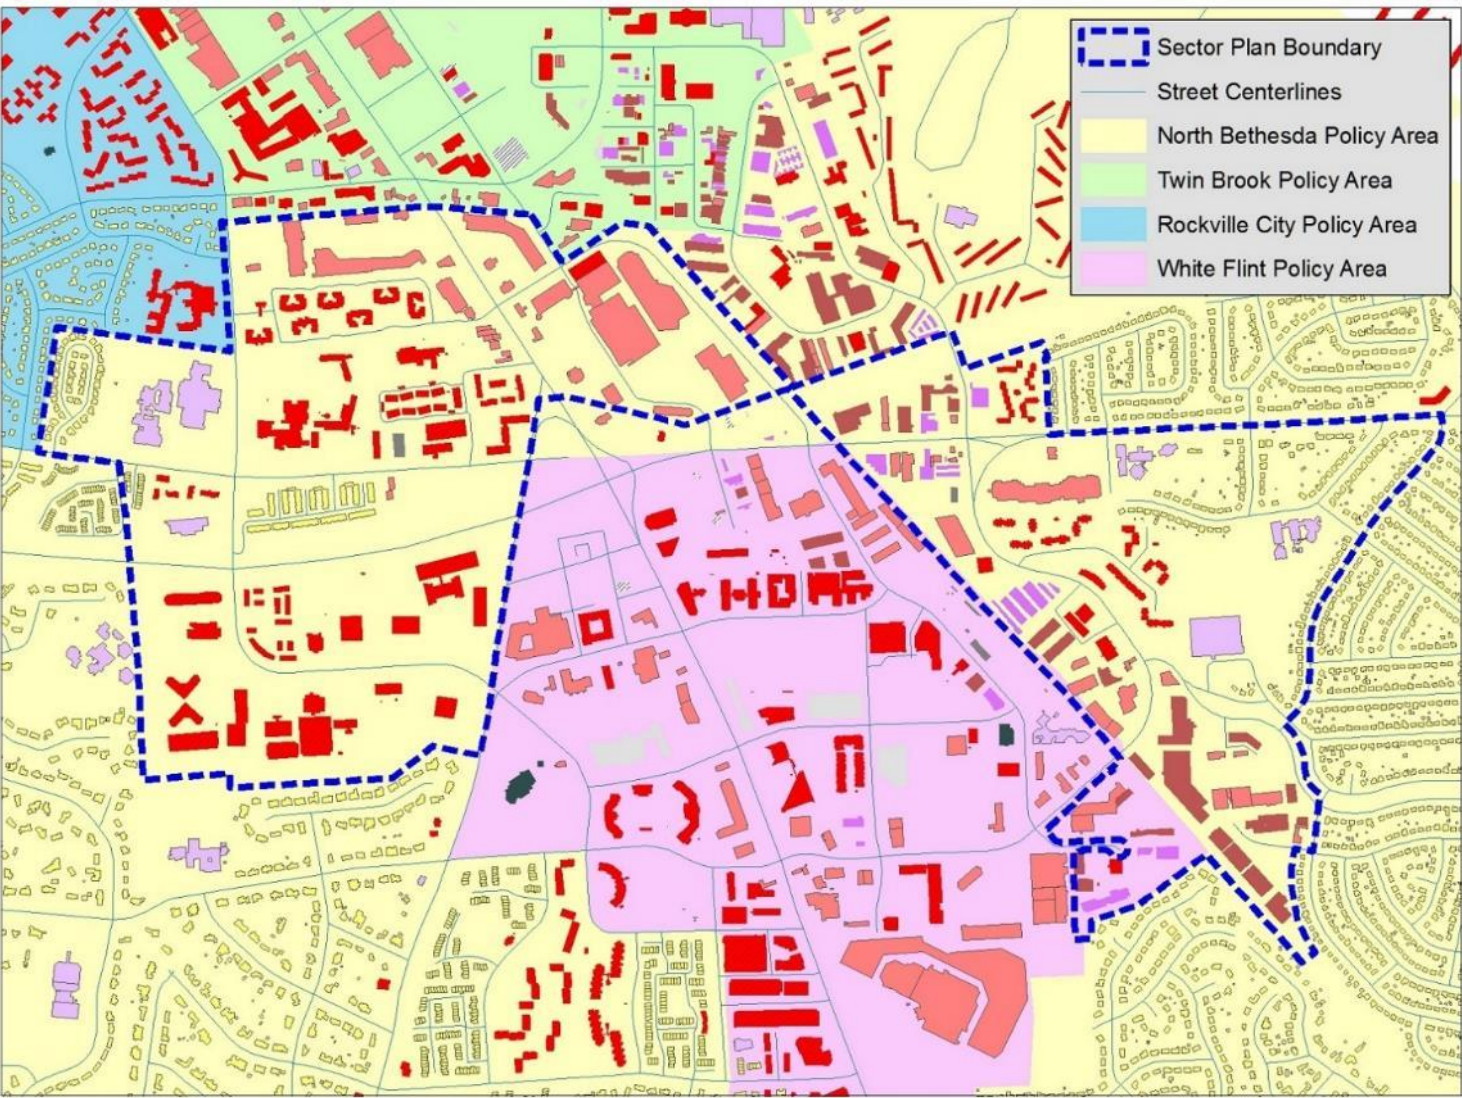 Sector Plan Boundary
Street Centerlines
North Bethesda Policy Area
Twin Brook Policy Area
Rockville City Policy Area
White Flint Policy Area